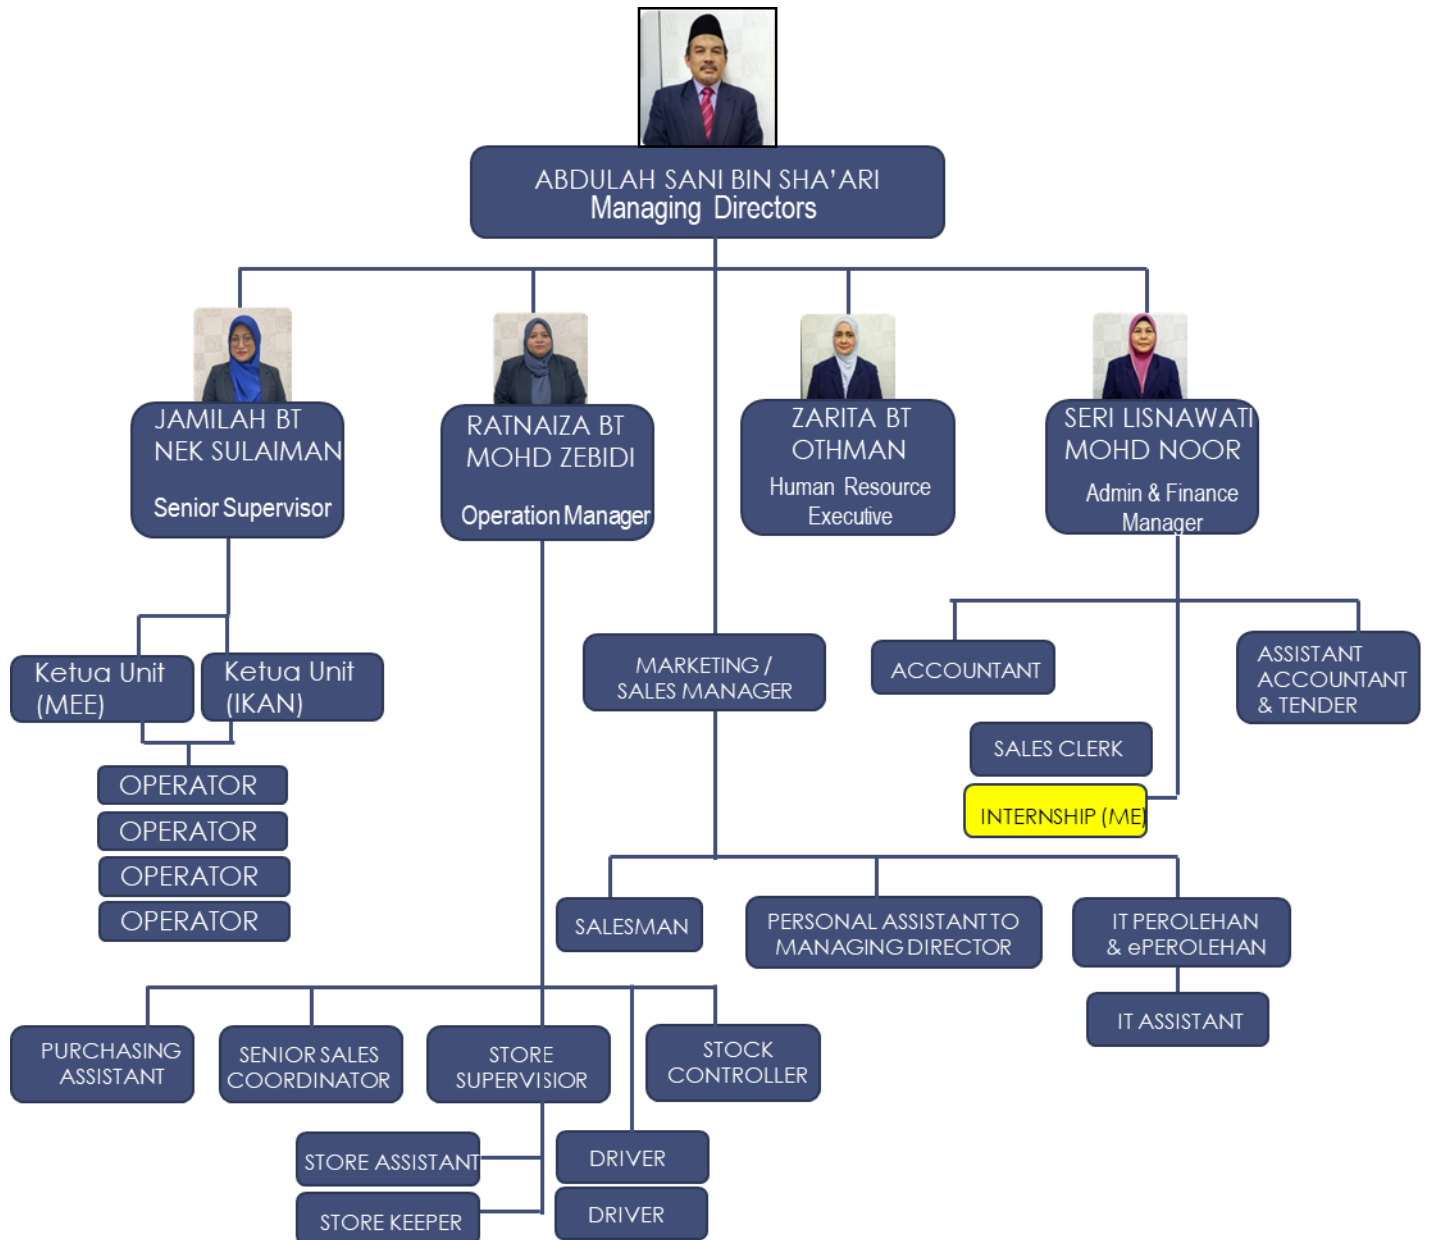 ABDULAH SANI BIN SHA'ARI
Managing Directors
JAMILAH BT
NEK SULAIMAN
Senior Supervisor
RATNAIZA BT
MOHD ZEBIDI
Operation Manager
ZARITA BT
OTHMAN
Human Resource
Executive
SERI LISNAWATI
MOHD NOOR
Admin & Finance
Manager
Ketua Unit
(MEE)
Ketua Unit
(IKAN)
OPERATOR
OPERATOR
OPERATOR
OPERATOR
MARKETING /
SALES MANAGER
ACCOUNTANT
ASSISTANT
ACCOUNTANT
& TENDER
SALES CLERK
INTERNSHIP (ME)
SALESMAN
PERSONAL ASSISTANT TO
MANAGING DIRECTOR
IT PEROLEHAN
& ePEROLEHAN
IT ASSISTANT
PURCHASING
ASSISTANT
SENIOR SALES
COORDINATOR
STORE
SUPERVISIOR
STOCK
CONTROLLER
STORE ASSISTANT
STORE KEEPER
DRIVER
DRIVER